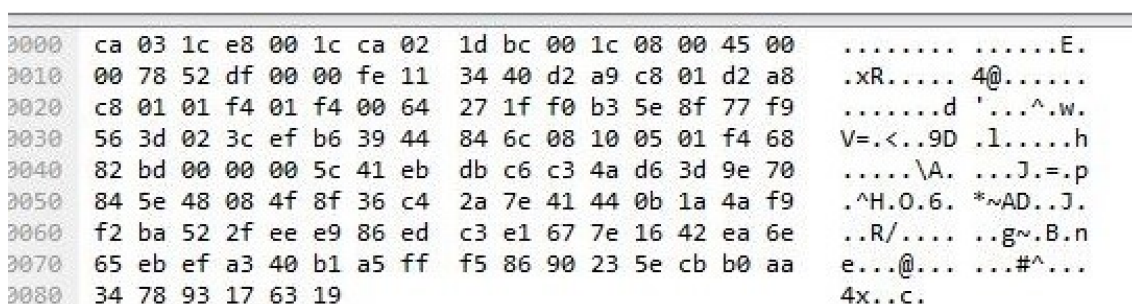 0000 ca 03 1c e8 00 1c ca 02 1d bc 00 1c 08 00 45 00 ........ ......E.
0010 00 78 52 df 00 00 fe 11 34 40 d2 a9 c8 01 d2 a8 .xR..... 4@......
0020 c8 01 01 f4 01 f4 00 64 27 1f f0 b3 5e 8f 77 f9 .......d '...^.w.
0030 56 3d 02 3c ef b6 39 44 84 6c 08 10 05 01 f4 68 V=.<..9D .l.....h
0040 82 bd 00 00 00 5c 41 eb db c6 c3 4a d6 3d 9e 70 .....\A. ...J.=.p
0050 84 5e 48 08 4f 8f 36 c4 2a 7e 41 44 0b 1a 4a f9 .^H.O.6. *~AD..J.
0060 f2 ba 52 2f ee e9 86 ed c3 e1 67 7e 16 42 ea 6e ..R/.... ..g~.B.n
0070 65 eb ef a3 40 b1 a5 ff f5 86 90 23 5e cb b0 aa e...@... ...#^...
0080 34 78 93 17 63 19 4x..c.